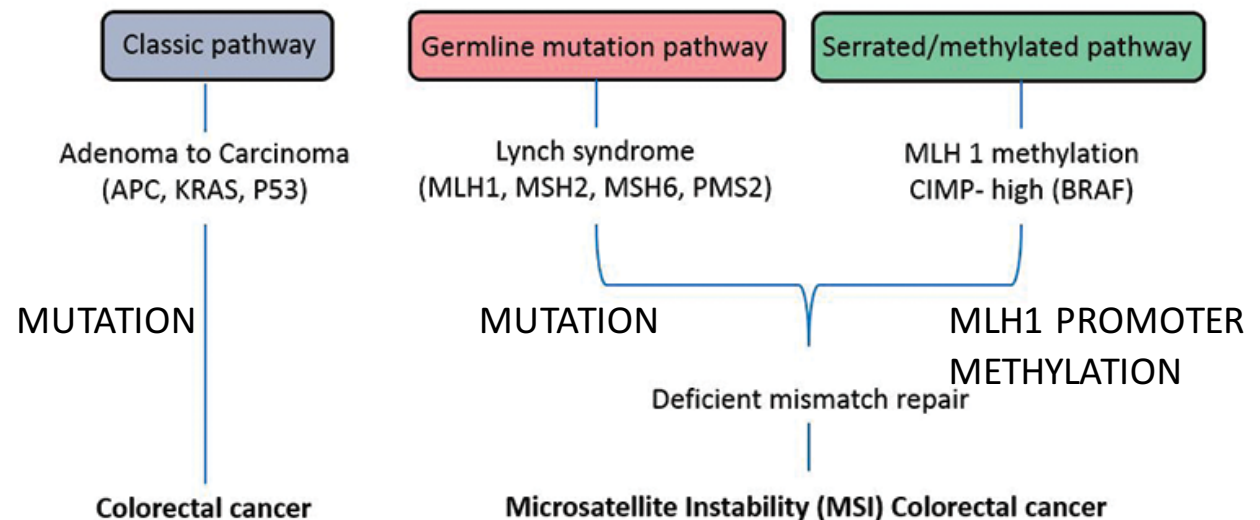 Classic pathway
Germline mutation pathway
Serrated/methylated pathway
Adenoma to Carcinoma
(APC, KRAS, P53)
Lynch syndrome
(MLH1, MSH2, MSH6, PMS2)
MLH 1 methylation
CIMP- high (BRAF)
MUTATION
MUTATION
MLH1 PROMOTER
METHYLATION
Deficient mismatch repair
Colorectal cancer
Microsatellite Instability (MSI) Colorectal cancer